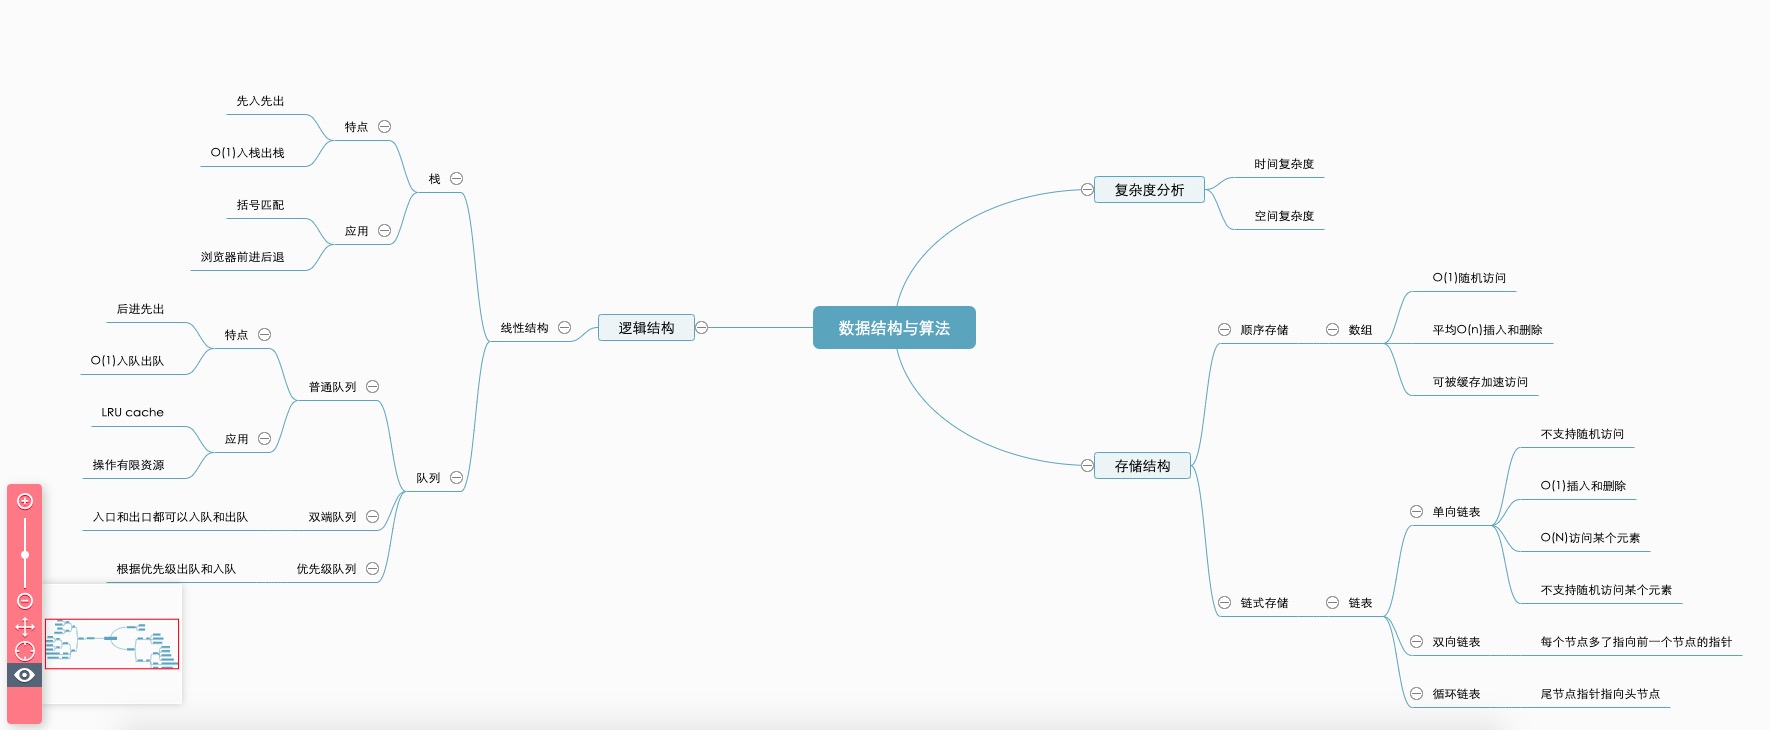 数据结构与算法
逻辑结构
线性结构
栈
特点
先入先出
O(1)入栈出栈
应用
括号匹配
浏览器前进后退
队列
普通队列
特点
后进先出
O(1)入队出队
应用
LRU cache
操作有限资源
双端队列
入口和出口都可以入队和出队
优先级队列
根据优先级出队和入队
复杂度分析
时间复杂度
空间复杂度
存储结构
顺序存储
数组
O(1)随机访问
平均O(n)插入和删除
可被缓存加速访问
链式存储
链表
单向链表
不支持随机访问
O(1)插入和删除
O(N)访问某个元素
不支持随机访问某个元素
双向链表
每个节点多了指向前一个节点的指针
循环链表
尾节点指针指向头节点